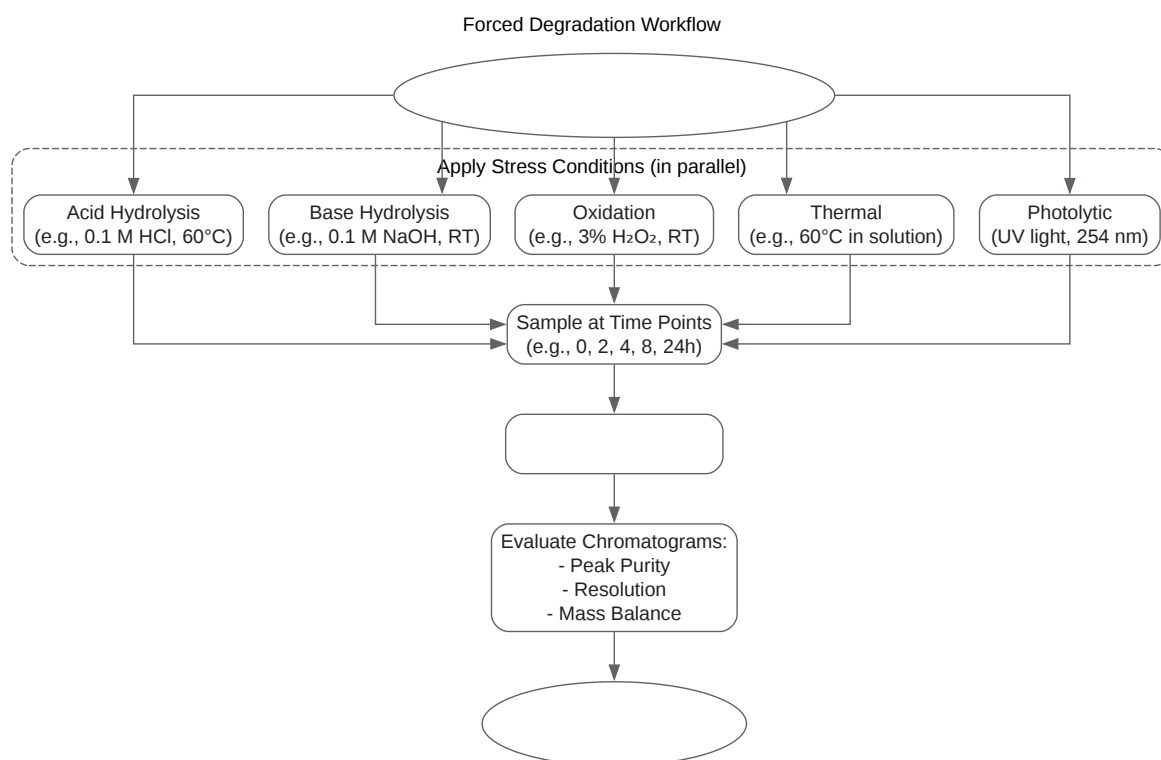 Forced Degradation Workflow
Apply Stress Conditions (in parallel)
Acid Hydrolysis
(e.g., 0.1 M HCl, 60°C)
Base Hydrolysis
(e.g., 0.1 M NaOH, RT)
Oxidation
(e.g., 3% H₂O₂, RT)
Thermal
(e.g., 60°C in solution)
Photolytic
(UV light, 254 nm)
Sample at Time Points
(e.g., 0, 2, 4, 8, 24h)
Evaluate Chromatograms:
- Peak Purity
- Resolution
- Mass Balance